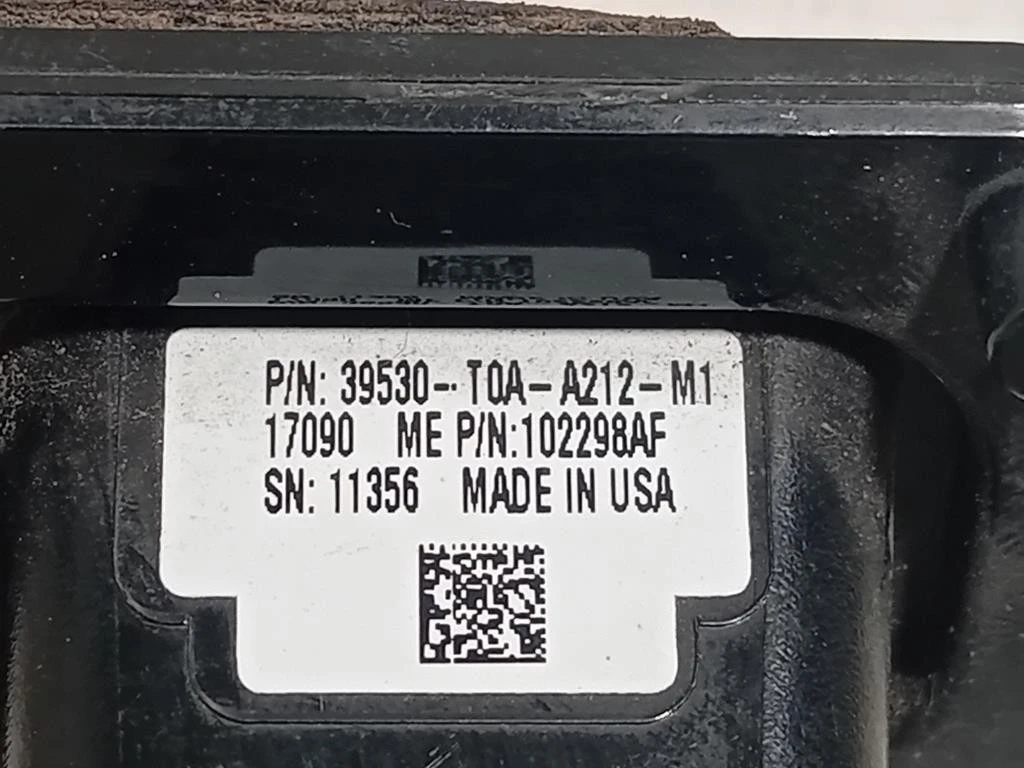 P/N: 39530-T0A-A212-M1
17090 ME P/N:102298AF
SN: 11356 MADE IN USA